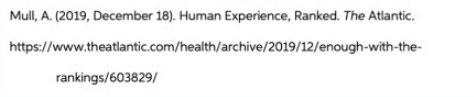 Mull, A. (2019, December 18). Human Experience, Ranked. The Atlantic.
https://www.theatlantic.com/health/archive/2019/12/enough-with-the-
rankings/603829/